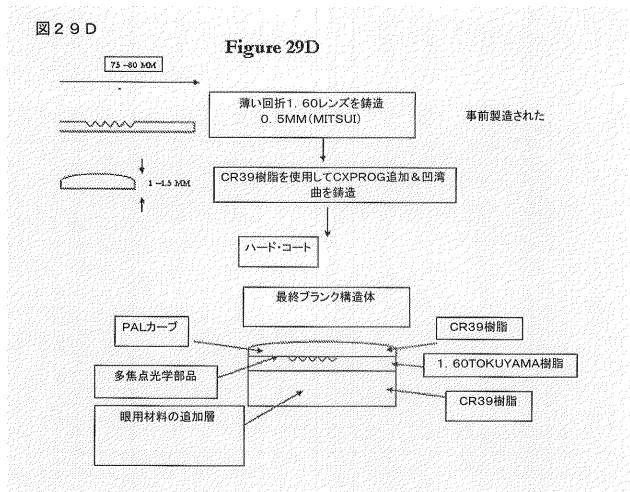 図29D
Figure 29D
75-80 MM
薄い回折1. 60レンズを鋳造
0. 5MM(MITSUI)
事前製造された
1-1.5 MM
CR39樹脂を使用してCXPROG追加&凹湾
曲を鋳造
ハード・コート
最終ブランク構造体
PALカーブ
CR39樹脂
1. 60TOKUYAMA樹脂
多焦点光学部品
CR39樹脂
眼用材料の追加層